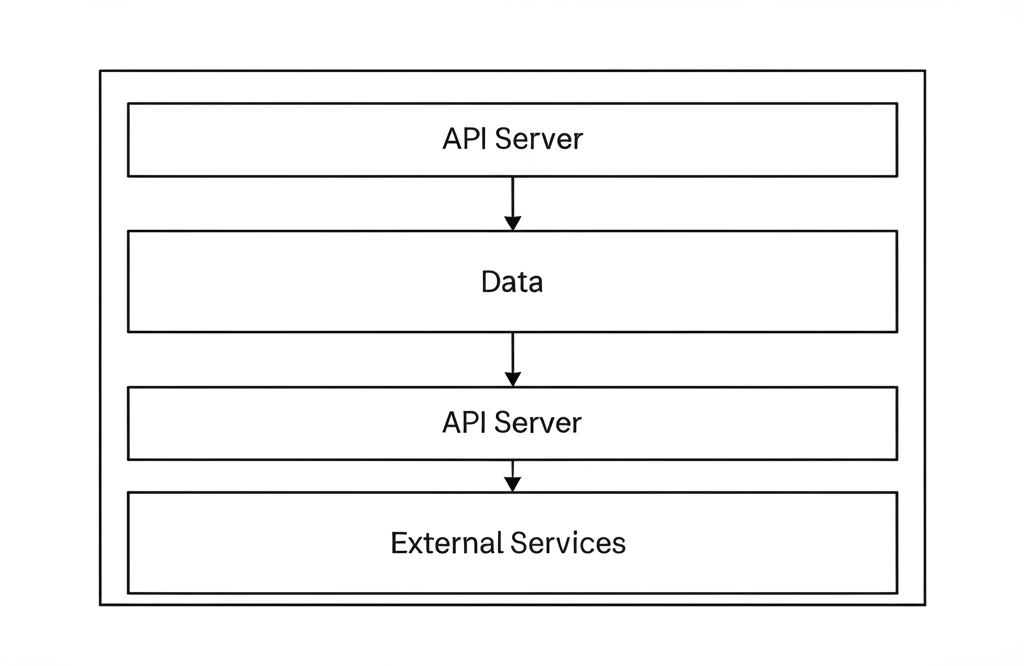 API Server
Data
API Server
External Services